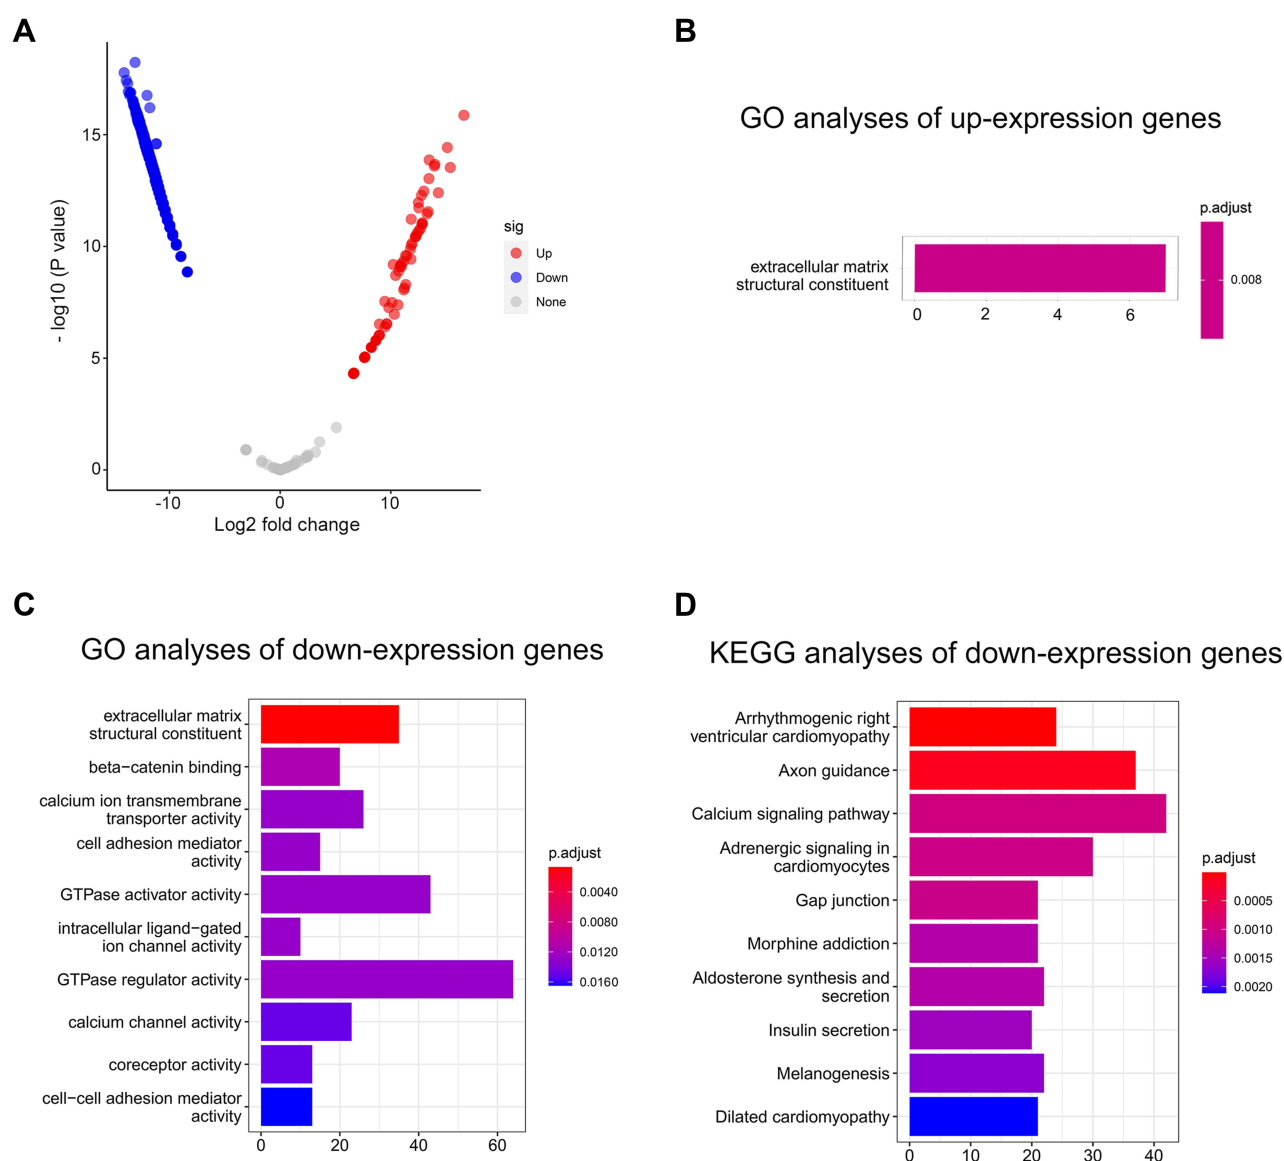 A
- log10 (P value)
15
10
5
0
-10
0
10
Log2 fold change
sig
Up
Down
None
B
GO analyses of up-expression genes
extracellular matrix
structural constituent
0
2
4
6
p.adjust
0.008
C
GO analyses of down-expression genes
extracellular matrix
structural constituent
beta−catenin binding
calcium ion transmembrane
transporter activity
cell adhesion mediator
activity
GTPase activator activity
intracellular ligand−gated
ion channel activity
GTPase regulator activity
calcium channel activity
coreceptor activity
cell−cell adhesion mediator
activity
0
20
40
60
p.adjust
0.0040
0.0080
0.0120
0.0160
D
KEGG analyses of down-expression genes
Arrhythmogenic right
ventricular cardiomyopathy
Axon guidance
Calcium signaling pathway
Adrenergic signaling in
cardiomyocytes
Gap junction
Morphine addiction
Aldosterone synthesis and
secretion
Insulin secretion
Melanogenesis
Dilated cardiomyopathy
0
10
20
30
40
p.adjust
0.0005
0.0010
0.0015
0.0020